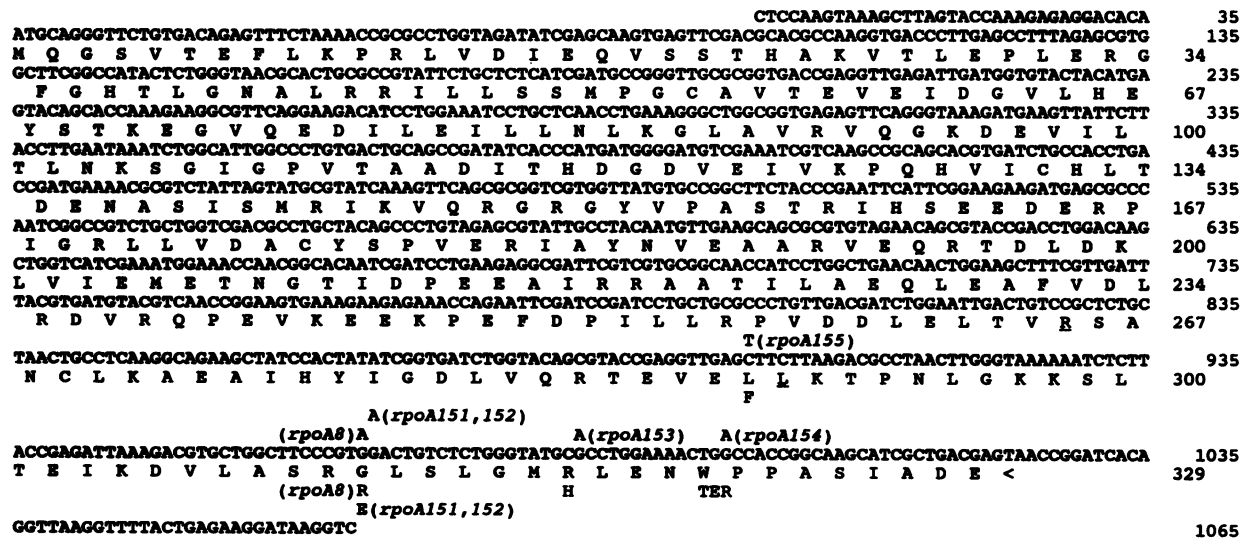 CTCCAAGTAAAGCTTAGTACCAAAGAGAGGACACA 35
ATGCAGGGTTCTGTGACAGAGTTTCTAAAACCGCGCCTGGTAGATATCGAGCAAGTGAGTTCGACGCACGCCAAGGTGACCCTTGAGCCTTTAGAGCGTG 135
M Q G S V T E F L K P R L V D I E Q V S S T H A K V T L E P L E R G 34
GCTTCGGCCATACTCTGGGTAACGCACTGCGCCGTATTCTGCTCTCATCGATGCCGGGTTGCGCGGTGACCGAGGTTGAGATTGATGGTGTACTACATGA 235
F G H T L G N A L R R I L L S S M P G C A V T E V E I D G V L H E 67
GTACAGCACCAAAGAAGGCGTTCAGGAAGACATCCTGGAAATCCTGCTCAACCTGAAAGGGCTGGCGGTGAGAGTTCAGGGTAAAGATGAAGTTATTCTT 335
Y S T K E G V Q E D I L E I L L N L K G L A V R V Q G K D E V I L 100
ACCTTGAATAAATCTGGCATTGGCCCTGTGACTGCAGCCGATATCACCCATGATGGGGATGTCGAAATCGTCAAGCCGCAGCACGTGATCTGCCACCTGA 435
T L N K S G I G P V T A A D I T H D G D V E I V K P Q H V I C H L T 134
CCGATGAAAACGCGTCTATTAGTATGCGTATCAAAGTTCAGCGCGGTCGTGGTTATGTGCCGGCTTCTACCCGAATTCATTCGGAAGAAGATGAGCGCCC 535
D E N A S I S M R I K V Q R G R G Y V P A S T R I H S E E D E R P 167
AATCGGCCGTCTGCTGGTCGACGCCTGCTACAGCCCTGTAGAGCGTATTGCCTACAATGTTGAAGCAGCGCGTGTAGAACAGCGTACCGACCTGGACAAG 635
I G R L L V D A C Y S P V E R I A Y N V E A A R V E Q R T D L D K 200
CTGGTCATCGAAATGGAAACCAACGGCACAATCGATCCTGAAGAGGCGATTCGTCGTGCGGCAACCATCCTGGCTGAACAACTGGAAGCTTTCGTTGATT 735
L V I E M E T N G T I D P E E A I R R A A T I L A E Q L E A F V D L 234
TACGTGATGTACGTCAACCGGAAGTGAAAGAAGAGAAACCAGAATTCGATCCGATCCTGCTGCGCCCTGTTGACGATCTGGAATTGACTGTCCGCTCTGC 835
R D V R Q P E V K E E K P E F D P I L L R P V D D L E L T V R S A 267
T(rpoA155)
TAACTGCCTCAAGGCAGAAGCTATCCACTATATCGGTGATCTGGTACAGCGTACCGAGGTTGAGCTTCTTAAGACGCCTAACTTGGGTAAAAAATCTCTT 935
N C L K A E A I H Y I G D L V Q R T E V E L L K T P N L G K K S L 300
F
A(rpoA151,152)
(rpoA8)A A(rpoA153) A(rpoA154)
ACCGAGATTAAAGACGTGCTGGCTTCCCGTGGACTGTCTCTGGGTATGCGCCTGGAAAACTGGCCACCGGCAAGCATCGCTGACGAGTAACCGGATCACA 1035
T E I K D V L A S R G L S L G M R L E N W P P A S I A D E < 329
(rpoA8)R H TER
E(rpoA151,152)
GGTTAAGGTTTTACTGAGAAGGATAAGGTC 1065